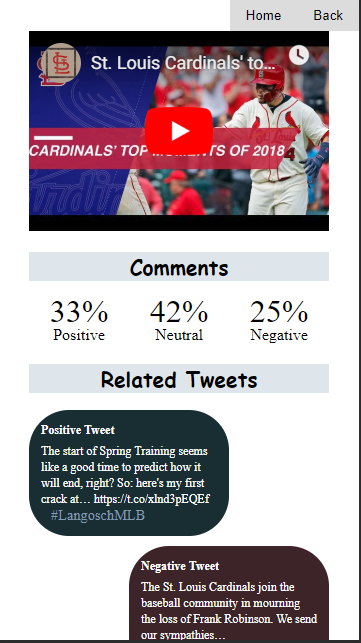 Home Back
St. Louis Cardinals' to...
CARDINALS' TOP MOMENTS OF 2018
4
Comments
33% 42% 25%
Positive Neutral Negative
Related Tweets
Positive Tweet
The start of Spring Training seems
like a good time to predict how it
will end, right? So: here's my first
crack at… https://t.co/xlnd3pEQEf
#LangoschMLB
Negative Tweet
The St. Louis Cardinals join the
baseball community in mourning
the loss of Frank Robinson. We send
our sympathies…